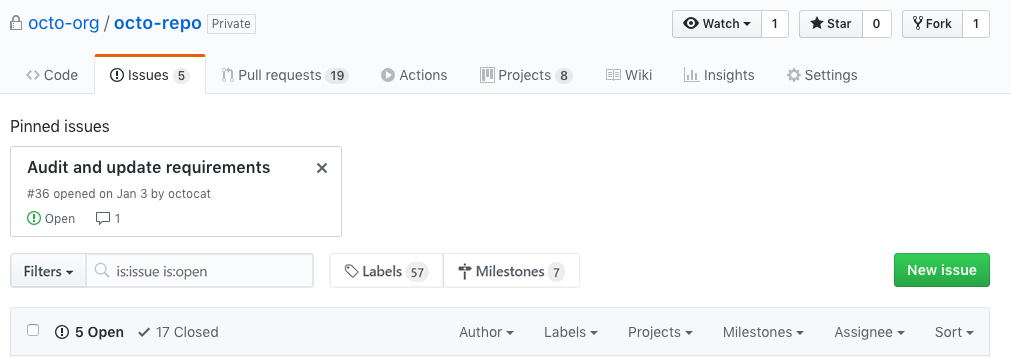 octo-org / octo-repo Private Watch 1 Star 0 Fork 1
Code Issues 5 Pull requests 19 Actions Projects 8 Wiki Insights Settings
Pinned issues
Audit and update requirements
#36 opened on Jan 3 by octocat
Open 1
Filters is:issue is:open Labels 57 Milestones 7 New issue
5 Open 17 Closed Author Labels Projects Milestones Assignee Sort